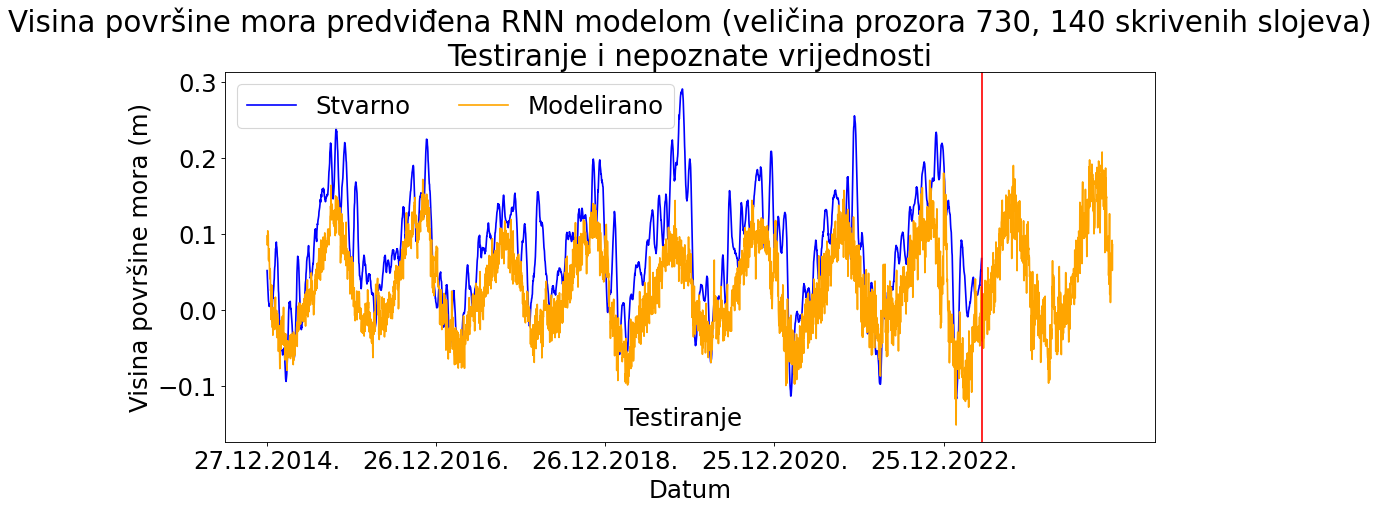 Visina površine mora predviđena RNN modelom (veličina prozora 730, 140 skrivenih slojeva)
Testiranje i nepoznate vrijednosti
Stvarno Modelirano
Visina površine mora (m)
0.3
0.2
0.1
0.0
−0.1
Testiranje
27.12.2014. 26.12.2016. 26.12.2018. 25.12.2020. 25.12.2022.
Datum